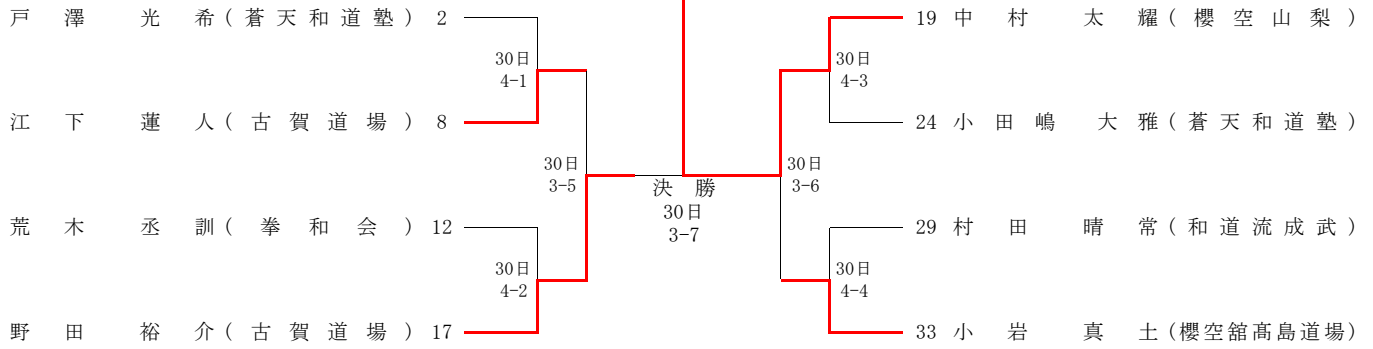 戸澤光希(蒼天和道塾) 2
30日
4-1
江下蓮人(古賀道場) 8
30日
3-5
荒木丞訓(拳和会) 12
30日
4-2
野田裕介(古賀道場) 17
決勝
30日
3-7
19 中村太耀(櫻空山梨)
30日
4-3
24 小田嶋大雅(蒼天和道塾)
30日
3-6
29 村田晴常(和道流成武)
30日
4-4
33 小岩真土(櫻空舘髙島道場)